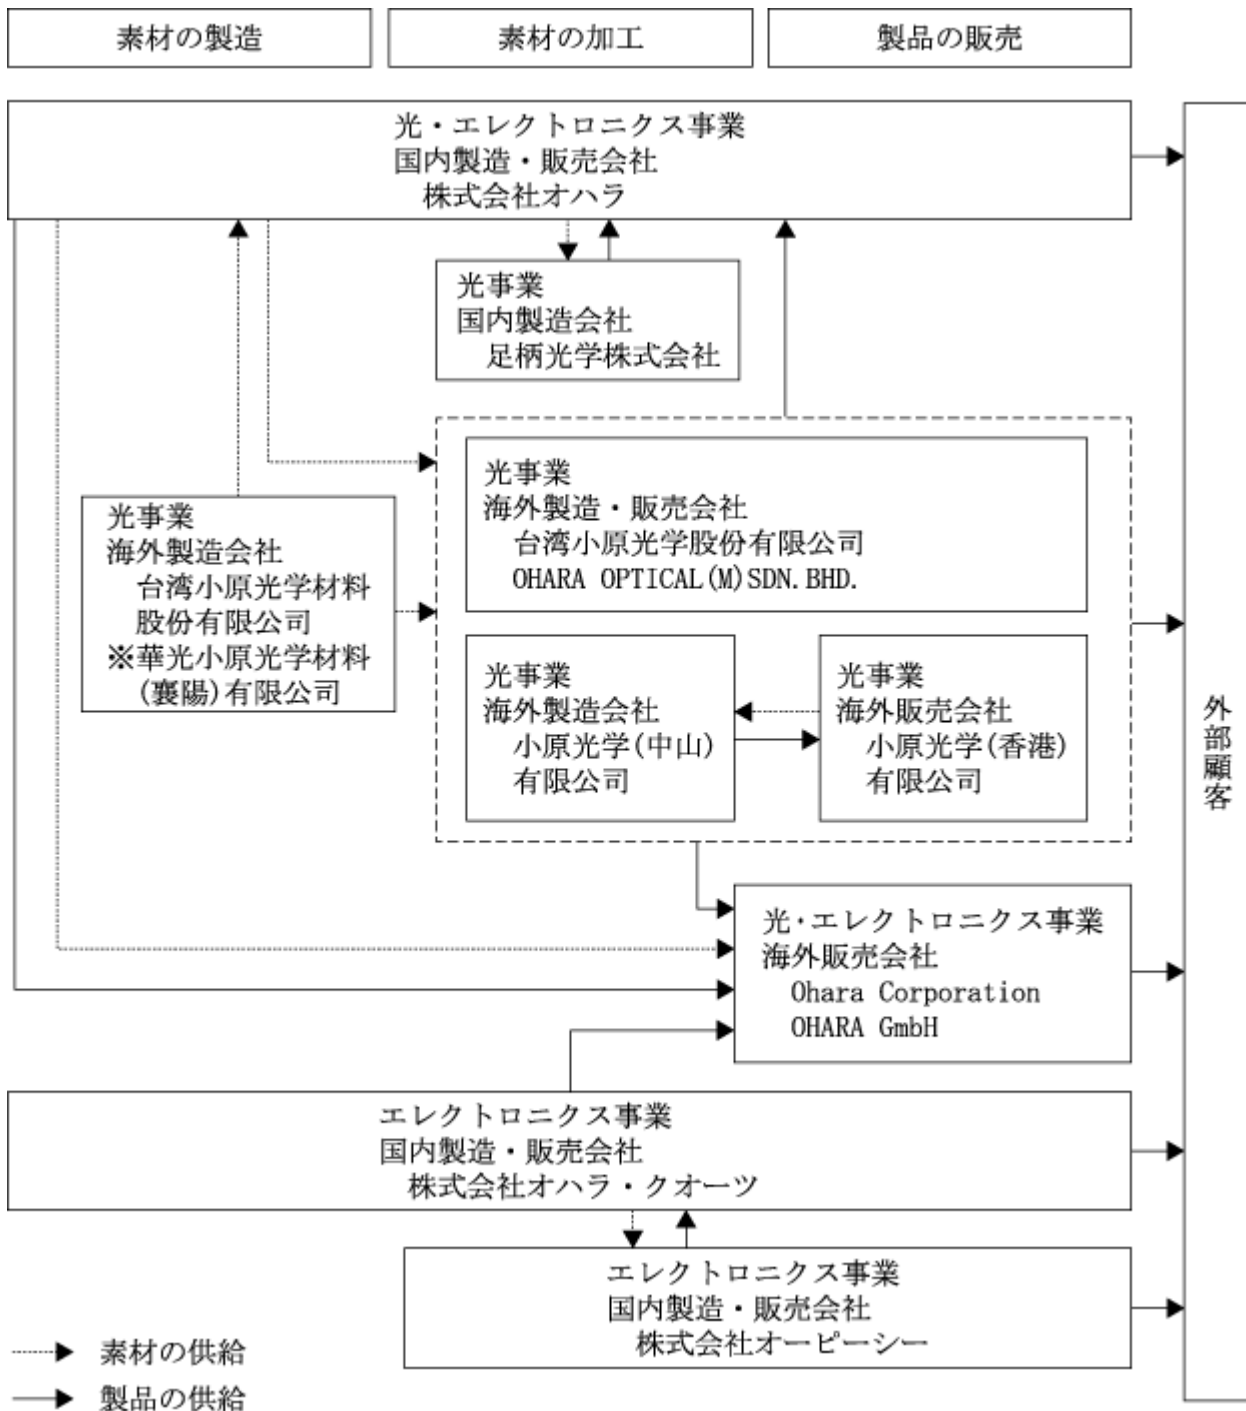 素材の製造
素材の加工
製品の販売
光・エレクトロニクス事業
国内製造・販売会社
株式会社オハラ
光事業
国内製造会社
足柄光学株式会社
光事業
海外製造・販売会社
台湾小原光学股份有限公司
OHARA OPTICAL(M)SDN.BHD.
光事業
海外製造会社
台湾小原光学材料
股份有限公司
※華光小原光学材料
(襄陽)有限公司
光事業
海外製造会社
小原光学(中山)
有限公司
光事業
海外販売会社
小原光学(香港)
有限公司
外部顧客
光・エレクトロニクス事業
海外販売会社
Ohara Corporation
OHARA GmbH
エレクトロニクス事業
国内製造・販売会社
株式会社オハラ・クオーツ
エレクトロニクス事業
国内製造・販売会社
株式会社オーピーシー
素材の供給
製品の供給